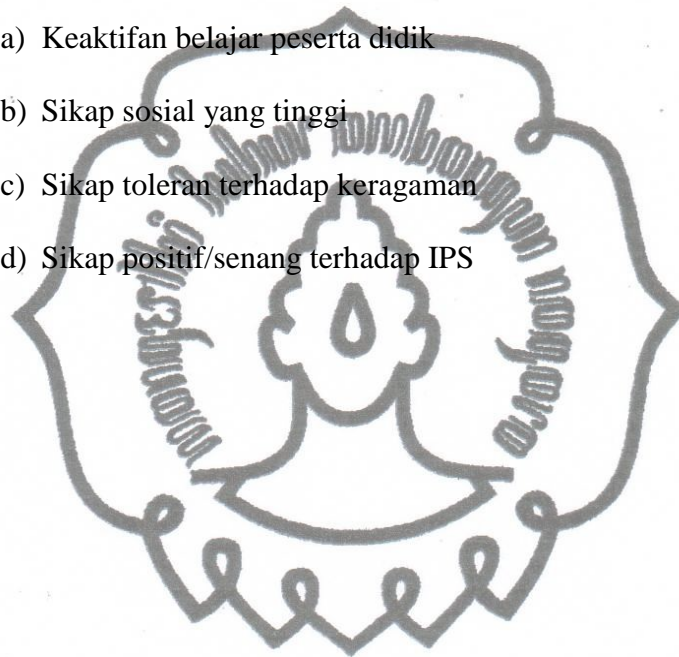 a) Keaktifan belajar peserta didik
b) Sikap sosial yang tinggi
c) Sikap toleran terhadap keragaman
d) Sikap positif/senang terhadap IPS